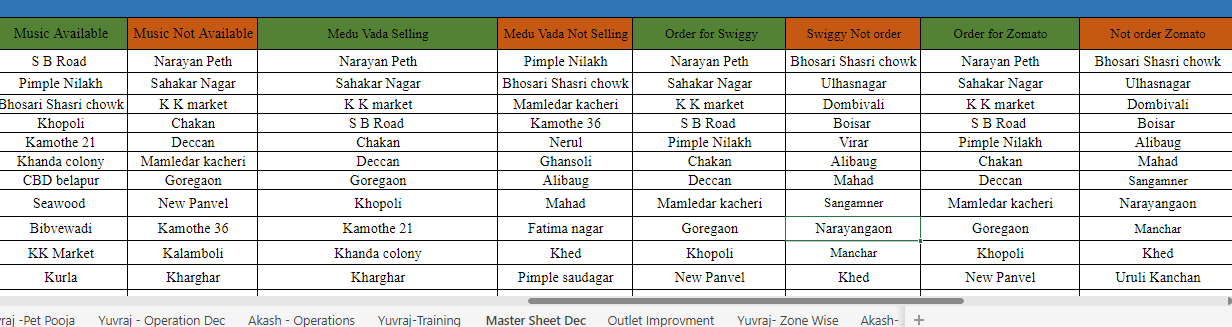 Music Available Music Not Available Medu Vada Selling Medu Vada Not Selling Order for Swiggy Swiggy Not order Order for Zomato Not order Zomato
S B Road Narayan Peth Narayan Peth Pimple Nilakh Narayan Peth Bhosari Shasri chowk Narayan Peth Bhosari Shasri chowk
Pimple Nilakh Sahakar Nagar Sahakar Nagar Bhosari Shasri chowk Sahakar Nagar Ulhasnagar Sahakar Nagar Ulhasnagar
Bhosari Shasri chowk K K market K K market Mamledar kacheri K K market Dombivali K K market Dombivali
Khopoli Chakan S B Road Kamothe 36 S B Road Boisar S B Road Boisar
Kamothe 21 Deccan Chakan Nerul Pimple Nilakh Virar Pimple Nilakh Alibaug
Khanda colony Mamledar kacheri Deccan Ghansoli Chakan Alibaug Chakan Mahad
CBD belapur Goregaon Goregaon Alibaug Deccan Mahad Deccan Sangamner
Seawood New Panvel Khopoli Mahad Mamledar kacheri Sangamner Mamledar kacheri Narayangaon
Bibvewadi Kamothe 36 Kamothe 21 Fatima nagar Goregaon Narayangaon Goregaon Manchar
KK Market Kalamboli Khanda colony Khed Khopoli Manchar Khopoli Khed
Kurla Kharghar Kharghar Pimple saudagar New Panvel Khed New Panvel Uruli Kanchan
raj -Pet Pooja Yuvraj - Operation Dec Akash - Operations Yuvraj-Training Master Sheet Dec Outlet Improvment Yuvraj- Zone Wise Akash- +